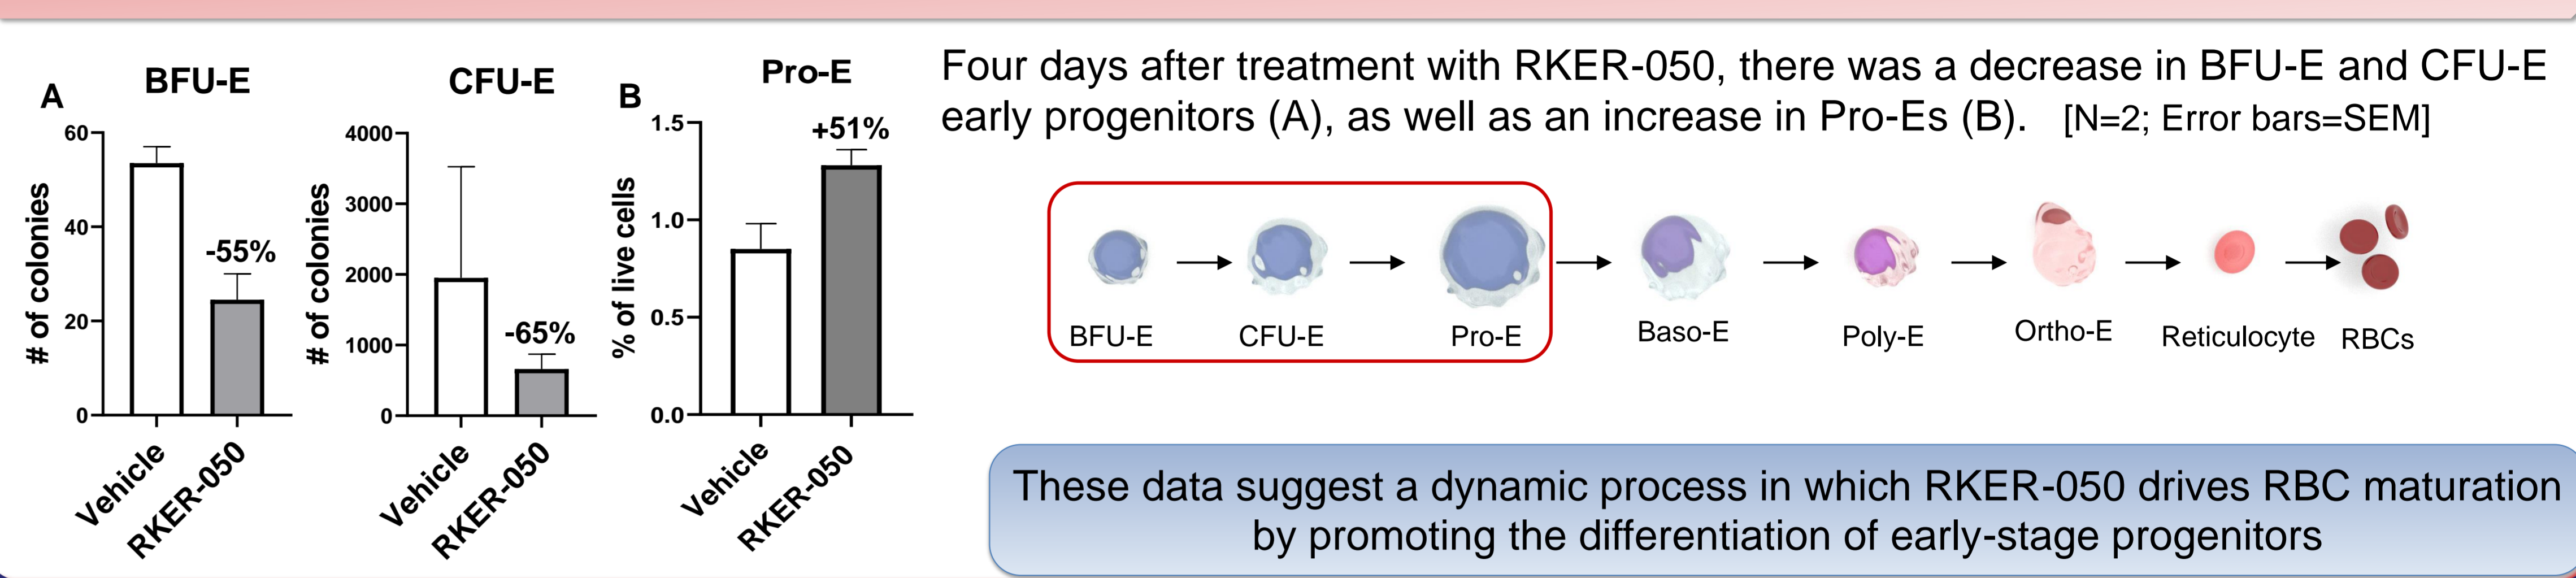 A
BFU-E
# of colonies
60
40
20
0
-55%
Vehicle
RKER-050
CFU-E
# of colonies
4000
3000
2000
1000
0
-65%
Vehicle
RKER-050
B
Pro-E
% of live cells
1.5
1.0
0.5
0.0
+51%
Vehicle
RKER-050
Four days after treatment with RKER-050, there was a decrease in BFU-E and CFU-E
early progenitors (A), as well as an increase in Pro-Es (B). [N=2; Error bars=SEM]
BFU-E
CFU-E
Pro-E
Baso-E
Poly-E
Ortho-E
Reticulocyte
RBCs
These data suggest a dynamic process in which RKER-050 drives RBC maturation
by promoting the differentiation of early-stage progenitors